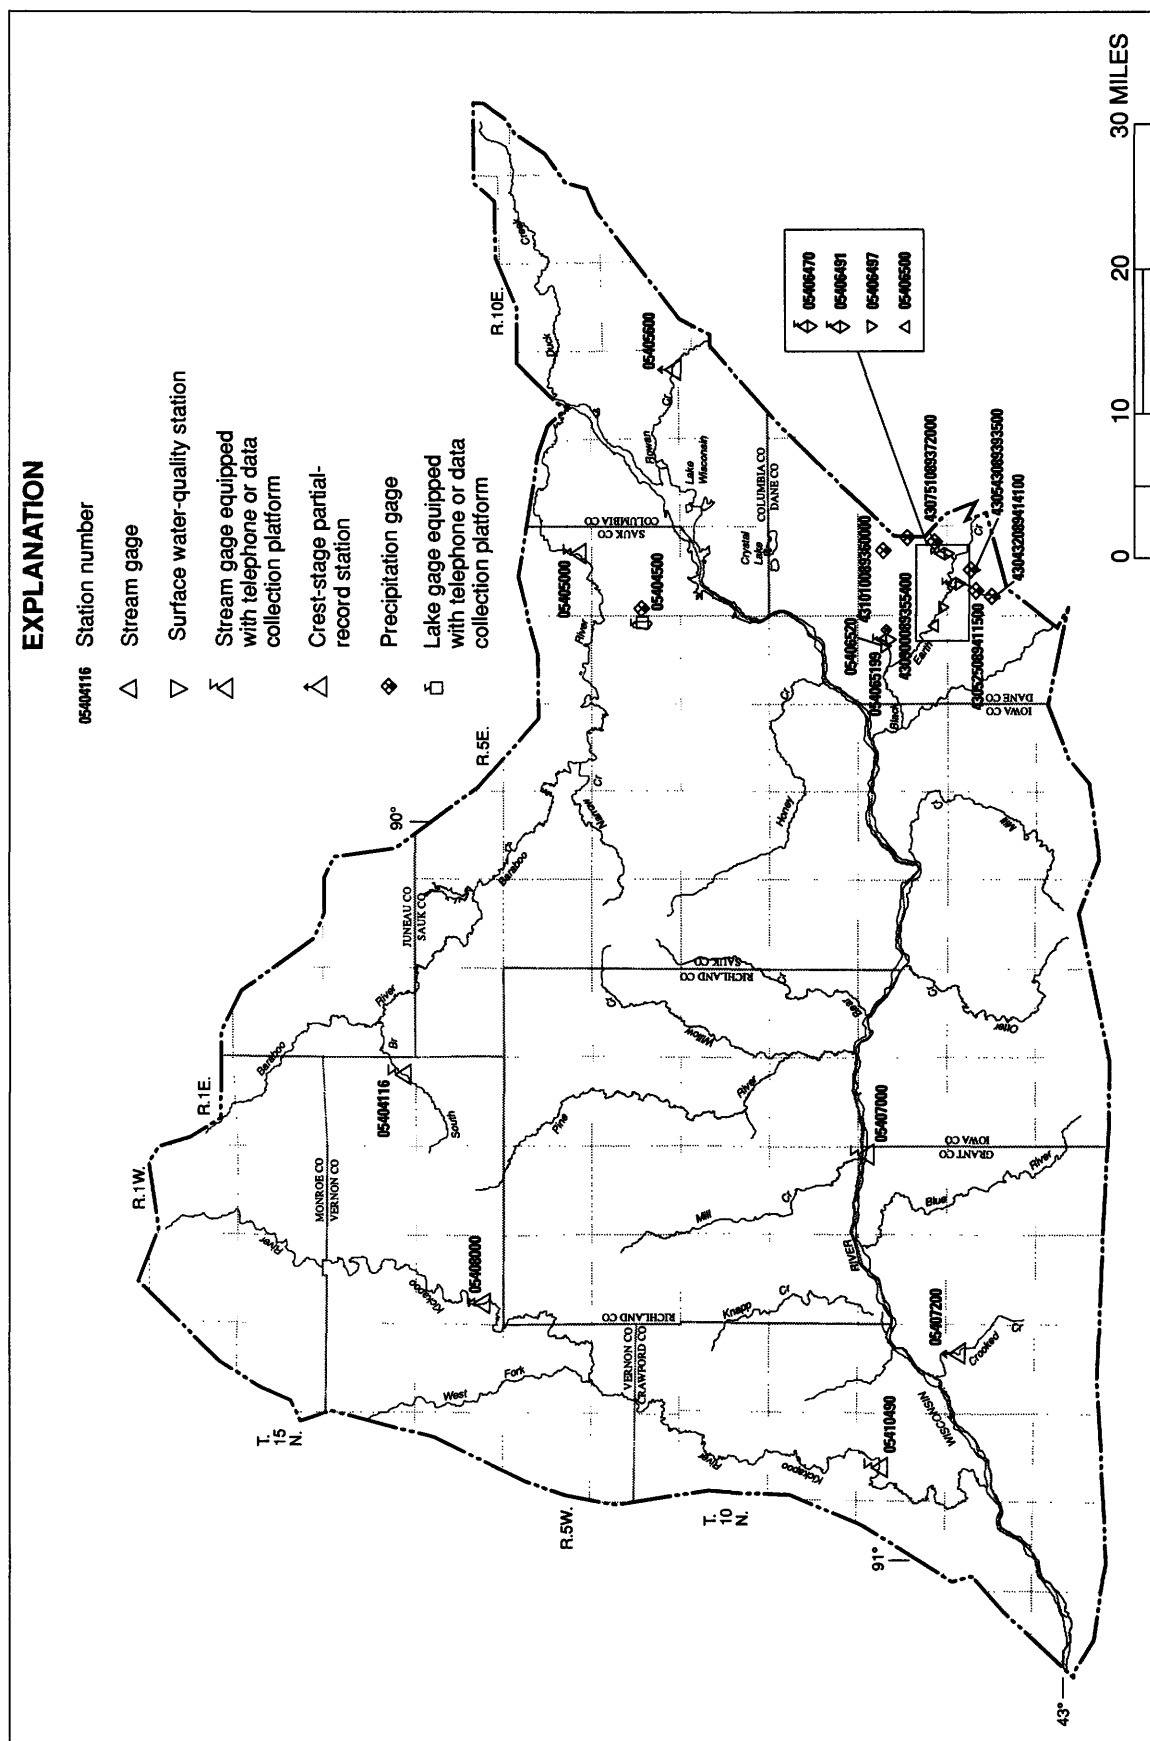 EXPLANATION
05404116 Station number
Stream gage
Surface water-quality station
Stream gage equipped
with telephone or data
collection platform
Crest-stage partial-
record station
Precipitation gage
Lake gage equipped
with telephone or data
collection platform
R.1W.
R.1E.
R.5E.
R.10E.
R.5W.
T.
15
N.
T.
10
N.
90°
91°
43°
MONROE CO
VERNON CO
JUNEAU CO
SAUK CO
RICHLAND CO
SAUK CO
SAUK CO
COLUMBIA CO
COLUMBIA CO
DANE CO
VERNON CO
CRAWFORD CO
RICHLAND CO
GRANT CO
IOWA CO
IOWA CO
DANE CO
Baraboo
River
South
Br
05404116
Baraboo
River
05405000
Narrow
Cr
05404500
Duck
Creek
Rowan
Cr
05405600
Lake
Wisconsin
Crystal
Lake
Honey
Cr
Kickapoo
River
05408000
West
Fork
Kickapoo
River
05410490
Knapp
Cr
Mill
Cr
Pine
River
Willow
Cr
Bear
Cr
05407000
WISCONSIN
RIVER
05407200
Crooked
Cr
Blue
River
Otter
Cr
Mill
Cr
Black
Earth
Cr
05406520
054065199
430900089355400
431010089360000
430751089372000
430543089393500
430432089414100
430525089411500
05406470
05406491
05406497
05406500
0
10
20
30 MILES